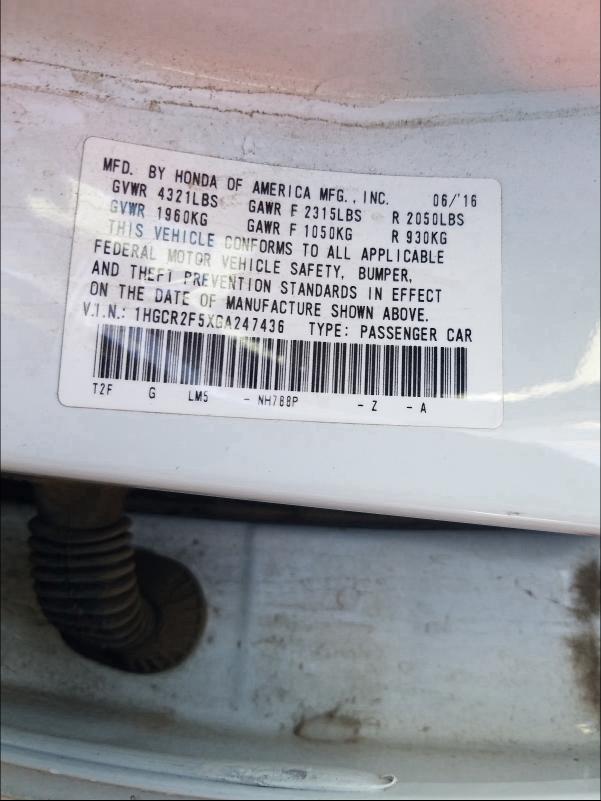 MFD. BY HONDA OF AMERICA MFG., INC. 06/'16
GVWR 4321LBS GAWR F 2315LBS R 2050LBS
GVWR 1960KG GAWR F 1050KG R 930KG
THIS VEHICLE CONFORMS TO ALL APPLICABLE
FEDERAL MOTOR VEHICLE SAFETY, BUMPER,
AND THEFT PREVENTION STANDARDS IN EFFECT
ON THE DATE OF MANUFACTURE SHOWN ABOVE.
V.I.N.: 1HGCR2F5XGA247436 TYPE: PASSENGER CAR
T2F G LM5 - NH788P - Z - A